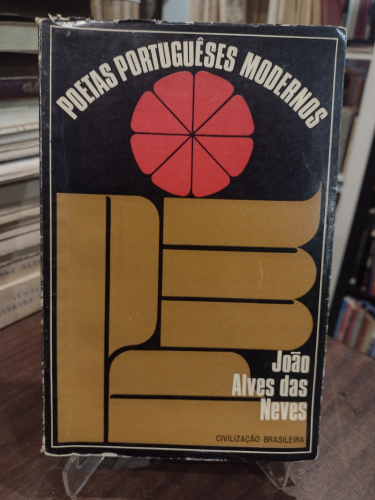 POETAS PORTUGUÊSES MODERNOS
João
Alves das
Neves
CIVILIZAÇÃO BRASILEIRA